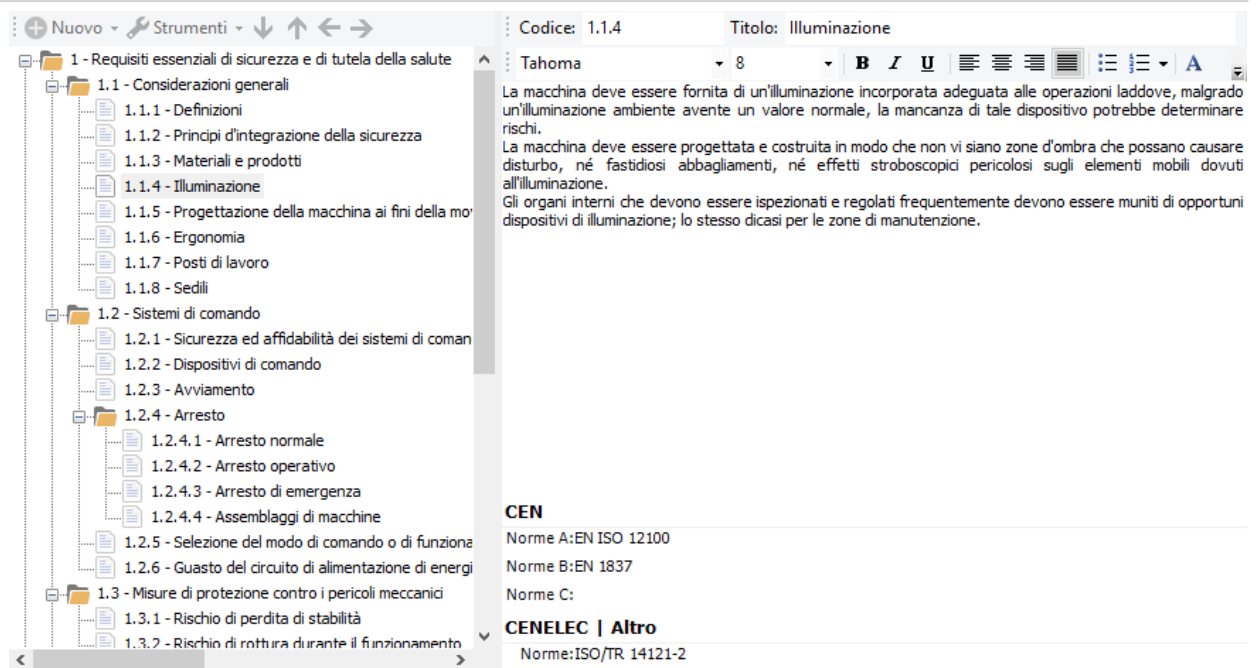 Nuovo Strumenti
1 - Requisiti essenziali di sicurezza e di tutela della salute
1.1 - Considerazioni generali
1.1.1 - Definizioni
1.1.2 - Principi d'integrazione della sicurezza
1.1.3 - Materiali e prodotti
1.1.4 - Illuminazione
1.1.5 - Progettazione della macchina ai fini della mo
1.1.6 - Ergonomia
1.1.7 - Posti di lavoro
1.1.8 - Sedili
1.2 - Sistemi di comando
1.2.1 - Sicurezza ed affidabilità dei sistemi di coman
1.2.2 - Dispositivi di comando
1.2.3 - Avviamento
1.2.4 - Arresto
1.2.4.1 - Arresto normale
1.2.4.2 - Arresto operativo
1.2.4.3 - Arresto di emergenza
1.2.4.4 - Assemblaggi di macchine
1.2.5 - Selezione del modo di comando o di funziona
1.2.6 - Guasto del circuito di alimentazione di energi
1.3 - Misure di protezione contro i pericoli meccanici
1.3.1 - Rischio di perdita di stabilità
1.3.2 - Rischio di rottura durante il funzionamento
Codice: 1.1.4 Titolo: Illuminazione
Tahoma 8 B I U A
La macchina deve essere fornita di un'illuminazione incorporata adeguata alle operazioni laddove, malgrado
un'illuminazione ambiente avente un valore normale, la mancanza di tale dispositivo potrebbe determinare
rischi.
La macchina deve essere progettata e costruita in modo che non vi siano zone d'ombra che possano causare
disturbo, né fastidiosi abbagliamenti, né effetti stroboscopici pericolosi sugli elementi mobili dovuti
all'illuminazione.
Gli organi interni che devono essere ispezionati e regolati frequentemente devono essere muniti di opportuni
dispositivi di illuminazione; lo stesso dicasi per le zone di manutenzione.
CEN
Norme A:EN ISO 12100
Norme B:EN 1837
Norme C:
CENELEC | Altro
Norme:ISO/TR 14121-2